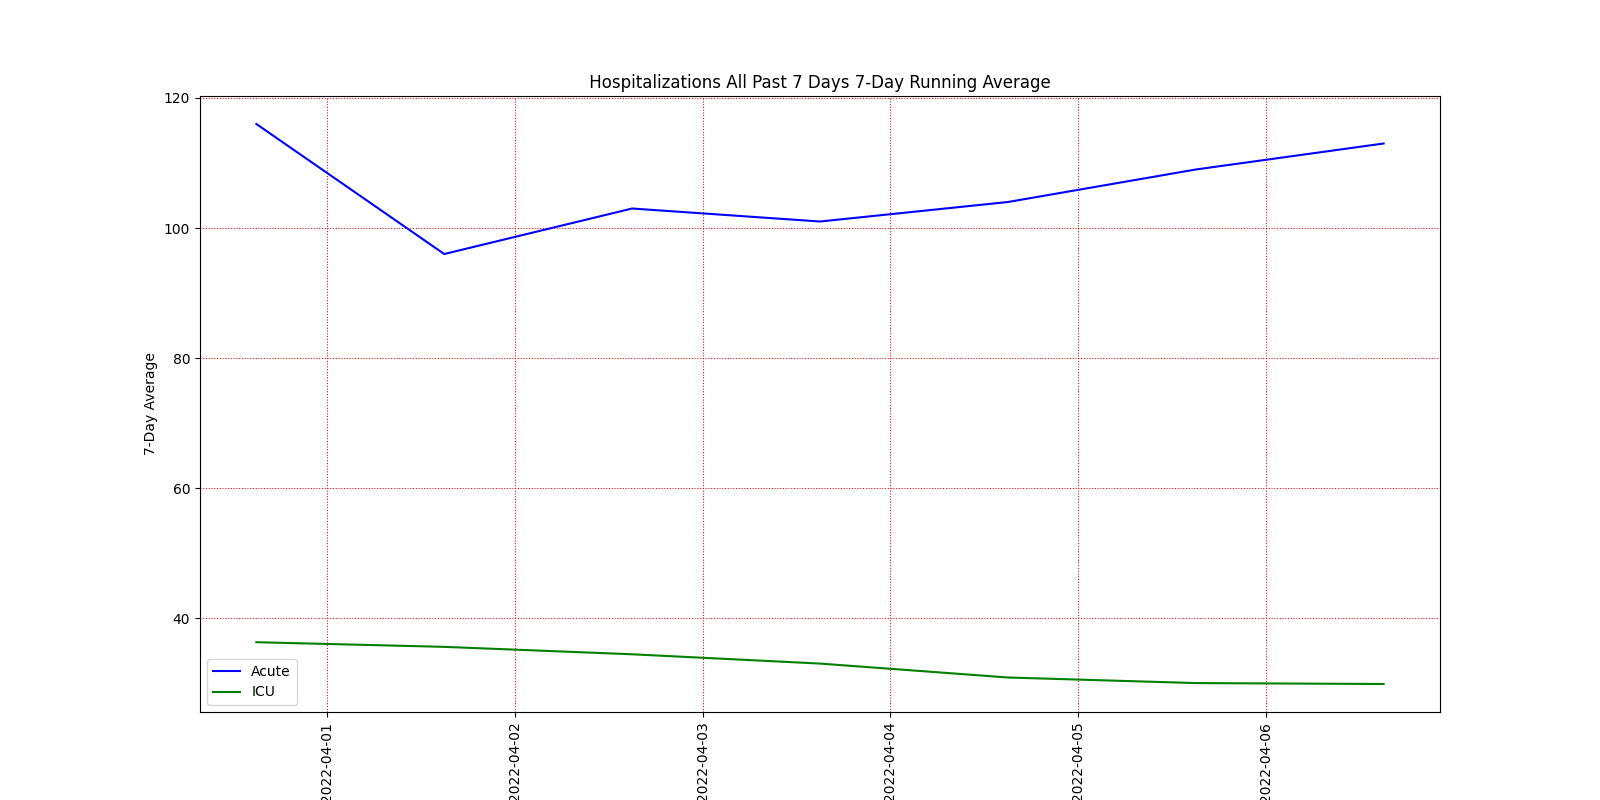 Hospitalizations All Past 7 Days 7-Day Running Average
7-Day Average
120
100
80
60
40
Acute
ICU
2022-04-01
2022-04-02
2022-04-03
2022-04-04
2022-04-05
2022-04-06